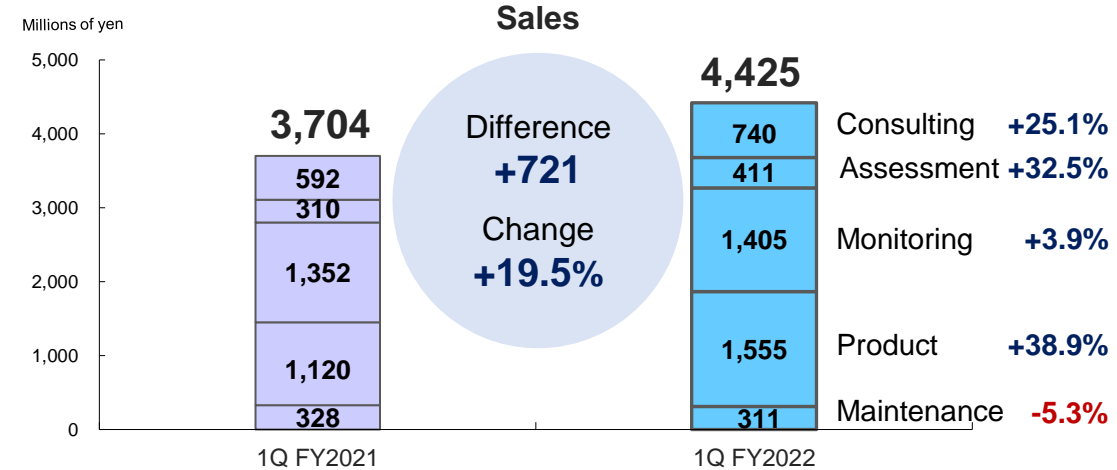 Sales
Millions of yen
5,000
4,000
3,000
2,000
1,000
0
3,704
592
310
1,352
1,120
328
1Q FY2021
Difference
+721
Change
+19.5%
4,425
740
411
1,405
1,555
311
1Q FY2022
Consulting +25.1%
Assessment +32.5%
Monitoring +3.9%
Product +38.9%
Maintenance -5.3%